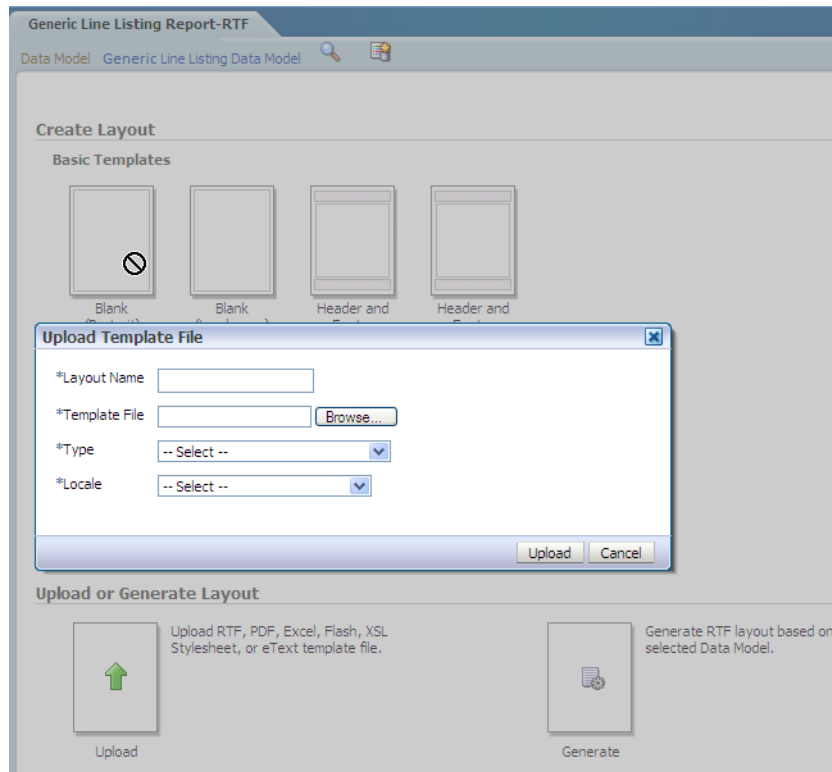 Generic Line Listing Report-RTF
Data Model Generic Line Listing Data Model
Create Layout
Basic Templates
Blank
Blank
Header and
Header and
Upload Template File
*Layout Name
*Template File
Browse...
*Type
-- Select --
*Locale
-- Select --
Upload
Cancel
Upload or Generate Layout
Upload RTF, PDF, Excel, Flash, XSL
Stylesheet, or eText template file.
Upload
Generate RTF layout based on
selected Data Model.
Generate